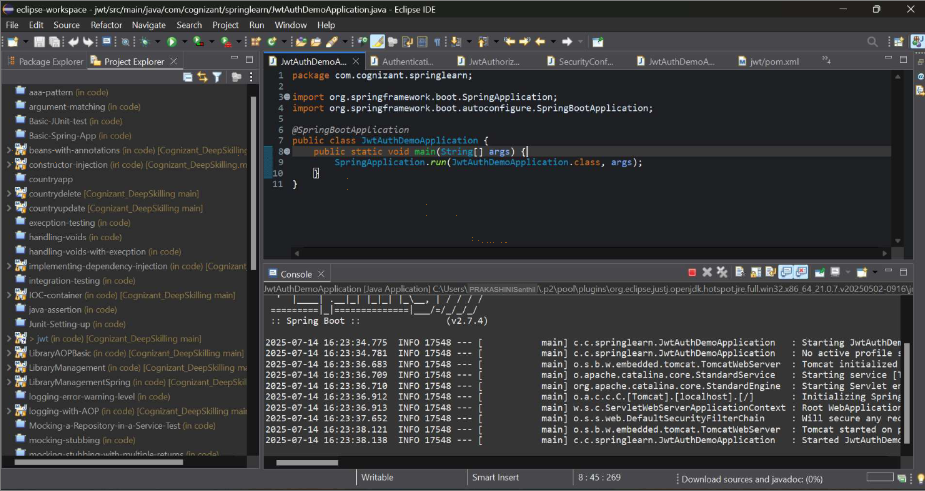 eclipse-workspace - jwt/src/main/java/com/cognizant/springlearn/JwtAuthDemoApplication.java - Eclipse IDE
File Edit Source Refactor Navigate Search Project Run Window Help
Package Explorer Project Explorer
aaa-pattern (in code)
argument-matching (in code)
Basic-JUnit-test (in code)
Basic-Spring-App (in code)
beans-with-annotations (in code) [Cognizant_DeepSkilling
constructor-injection (in code) [Cognizant_DeepSkilling m
countryapp
countrydelete [Cognizant_DeepSkilling main]
countryupdate [Cognizant_DeepSkilling main]
execption-testing (in code)
handling-voids (in code)
handling-voids-with-execption (in code)
implementing-dependency-injection (in code) [Cognizant
integration-testing (in code)
IOC-container (in code) [Cognizant_DeepSkilling main]
java-assertion (in code)
Junit-Setting-up (in code)
> jwt (in code) [Cognizant_DeepSkilling main]
LibraryAOPBasic (in code) [Cognizant_DeepSkilling main]
LibraryManagement (in code) [Cognizant_DeepSkilling ma
LibraryManagementSpring (in code) [Cognizant_DeepSkil
logging-error-warning-level (in code)
logging-with-AOP (in code) [Cognizant_DeepSkilling main
Mocking-a-Repository-in-a-Service-Test (in code)
mocking-stubbing (in code)
mocking-stubbing-with-multiple-returns (in code)
JwtAuthDemoA... Authenticati... JwtAuthoriz... SecurityConf... JwtAuthDemoA... jwt/pom.xml
1 package com.cognizant.springlearn;
2
3 import org.springframework.boot.SpringApplication;
4 import org.springframework.boot.autoconfigure.SpringBootApplication;
5
6 @SpringBootApplication
7 public class JwtAuthDemoApplication {
8 public static void main(String[] args) {
9 SpringApplication.run(JwtAuthDemoApplication.class, args);
10 }
11 }
Console
JwtAuthDemoApplication [Java Application] C:\Users\PRAKASHINISanthil\.p2\pool\plugins\org.eclipse.justj.openjdk.hotspot.jre.full.win32.x86_64_21.0.7.v20250502-0916\jr
:: Spring Boot :: (v2.7.4)
2025-07-14 16:23:34.775 INFO 17548 --- [ main] c.c.springlearn.JwtAuthDemoApplication : Starting JwtAuthDem
2025-07-14 16:23:34.781 INFO 17548 --- [ main] c.c.springlearn.JwtAuthDemoApplication : No active profile s
2025-07-14 16:23:36.683 INFO 17548 --- [ main] o.s.b.w.embedded.tomcat.TomcatWebServer : Tomcat initialized
2025-07-14 16:23:36.709 INFO 17548 --- [ main] o.apache.catalina.core.StandardService : Starting service [T
2025-07-14 16:23:36.710 INFO 17548 --- [ main] org.apache.catalina.core.StandardEngine : Starting Servlet en
2025-07-14 16:23:36.912 INFO 17548 --- [ main] o.a.c.c.C.[Tomcat].[localhost].[/] : Initializing Spring
2025-07-14 16:23:36.913 INFO 17548 --- [ main] w.s.c.ServletWebServerApplicationContext : Root WebApplication
2025-07-14 16:23:37.652 INFO 17548 --- [ main] o.s.s.web.DefaultSecurityFilterChain : Will secure any req
2025-07-14 16:23:38.121 INFO 17548 --- [ main] o.s.b.w.embedded.tomcat.TomcatWebServer : Tomcat started on p
2025-07-14 16:23:38.138 INFO 17548 --- [ main] c.c.springlearn.JwtAuthDemoApplication : Started JwtAuthDemo
Writable Smart Insert 8 : 45 : 269 Download sources and javadoc: (0%)